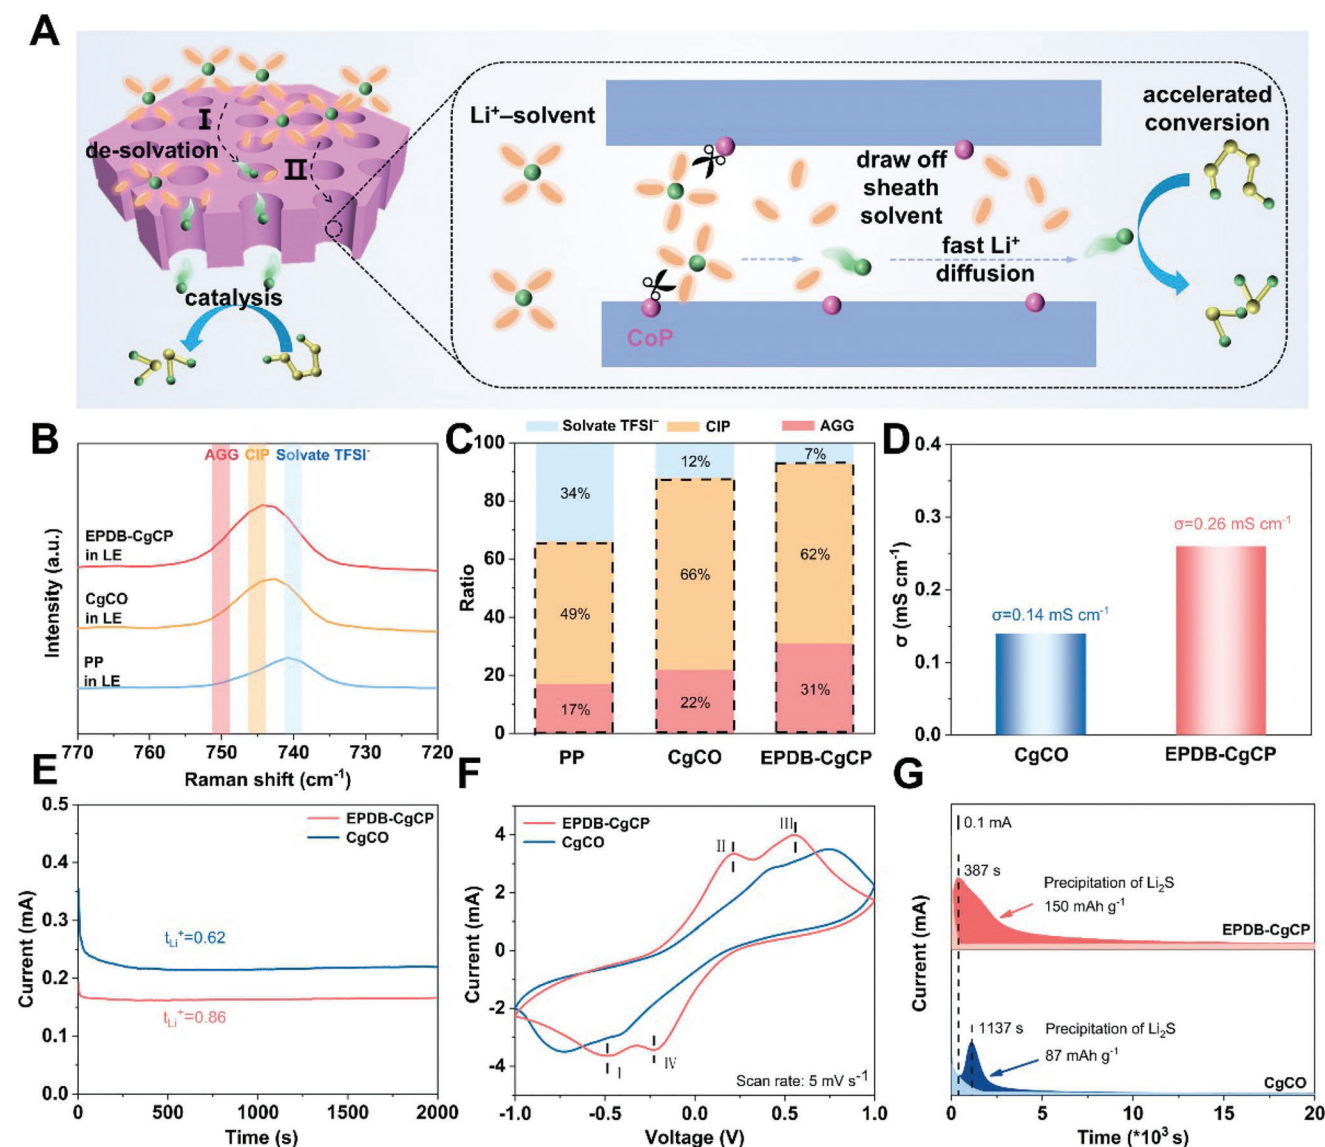 A
I
de-solvation
II
catalysis
Li⁺–solvent
CoP
draw off
sheath
solvent
fast Li⁺
diffusion
accelerated
conversion
B
AGG CIP Solvate TFSI⁻
EPDB-CgCP
in LE
CgCO
in LE
PP
in LE
Intensity (a.u.)
770 760 750 740 730 720
Raman shift (cm⁻¹)
C
Solvate TFSI⁻ CIP AGG
100
80
60
40
20
0
Ratio
34%
49%
17%
12%
66%
22%
7%
62%
31%
PP CgCO EPDB-CgCP
D
0.4
0.3
0.2
0.1
0.0
σ (mS cm⁻¹)
σ=0.14 mS cm⁻¹
σ=0.26 mS cm⁻¹
CgCO EPDB-CgCP
E
0.5
0.4
0.3
0.2
0.1
0.0
Current (mA)
EPDB-CgCP
CgCO
tLi⁺=0.62
tLi⁺=0.86
0 500 1000 1500 2000
Time (s)
F
4
2
0
-2
-4
Current (mA)
EPDB-CgCP
CgCO
II
III
I
IV
Scan rate: 5 mV s⁻¹
-1.0 -0.5 0.0 0.5 1.0
Voltage (V)
G
Current (mA)
0.1 mA
387 s
Precipitation of Li₂S
150 mAh g⁻¹
EPDB-CgCP
1137 s
Precipitation of Li₂S
87 mAh g⁻¹
CgCO
0 5 10 15 20
Time (*10³ s)